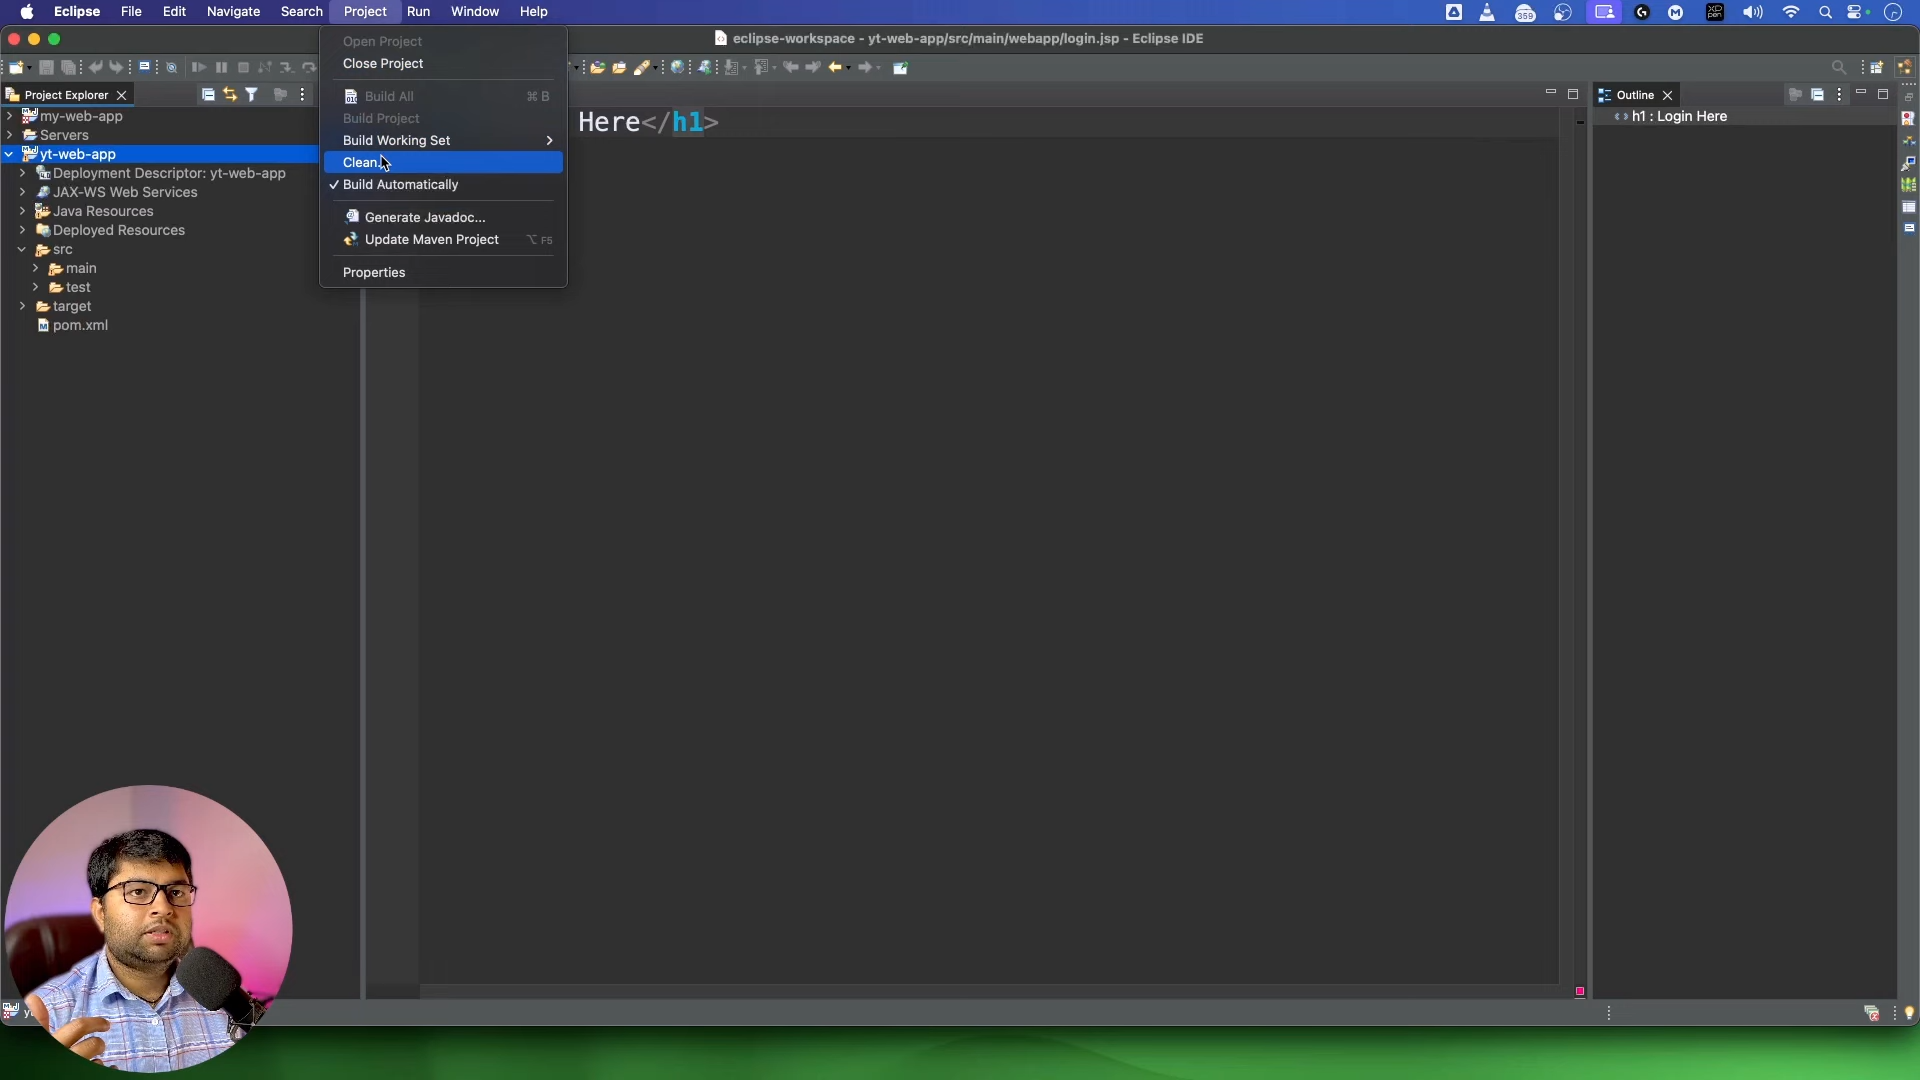 Eclipse File Edit Navigate Search Project Run Window Help
359
XD pen
eclipse-workspace - yt-web-app/src/main/webapp/login.jsp - Eclipse IDE
Project Explorer
Outline
my-web-app
Servers
yt-web-app
Deployment Descriptor: yt-web-app
JAX-WS Web Services
Java Resources
Deployed Resources
src
main
test
target
pom.xml
Open Project
Close Project
Build All ⌘ B
Build Project
Build Working Set
Clean...
Build Automatically
Generate Javadoc...
Update Maven Project ⌥ F5
Properties
Here</h1>
h1 : Login Here